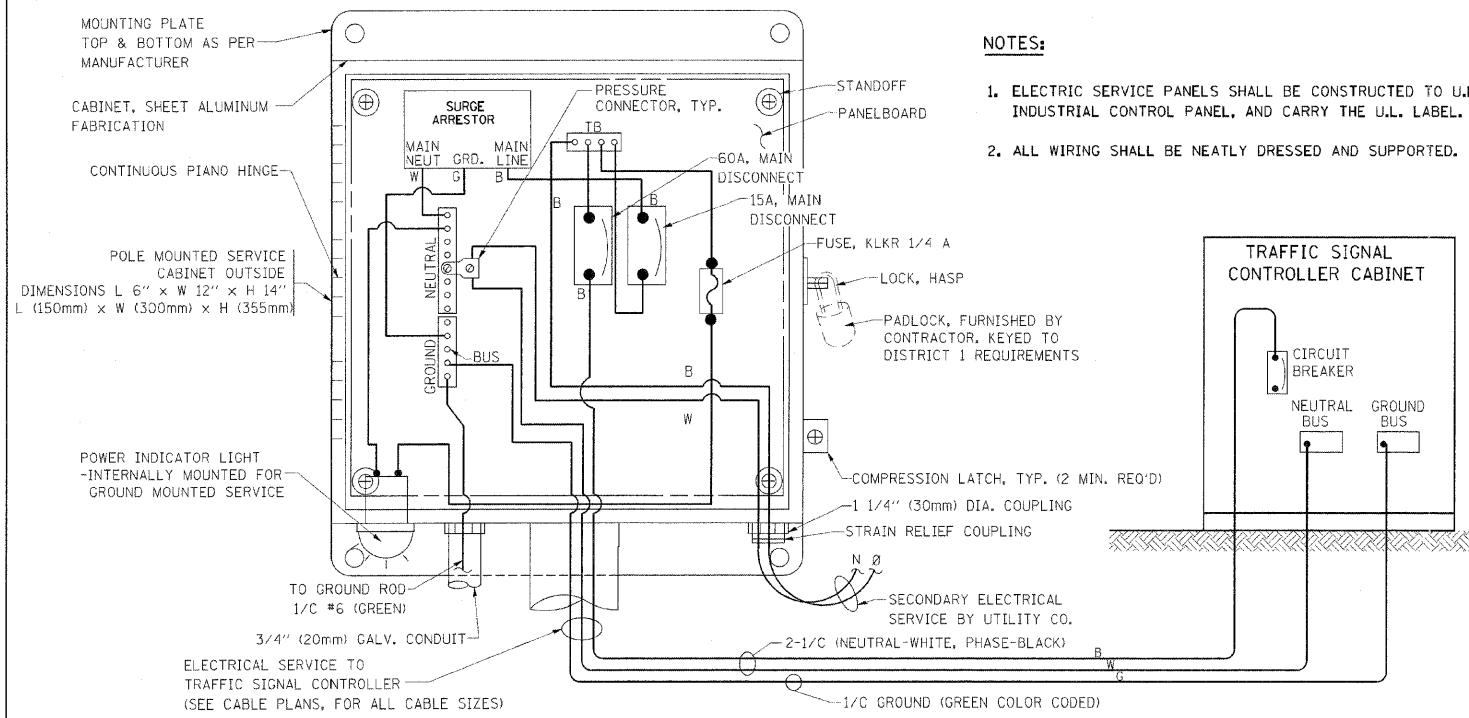 MOUNTING PLATE
TOP & BOTTOM AS PER
MANUFACTURER
CABINET, SHEET ALUMINUM
FABRICATION
CONTINUOUS PIANO HINGE
POLE MOUNTED SERVICE
CABINET OUTSIDE
DIMENSIONS L 6" x W 12" x H 14"
L (150mm) x W (300mm) x H (355mm)
POWER INDICATOR LIGHT
-INTERNALLY MOUNTED FOR
GROUND MOUNTED SERVICE
SURGE
ARRESTOR
MAIN
NEUT
GRD.
MAIN
LINE
W
G
B
PRESSURE
CONNECTOR, TYP.
TB
STANDOFF
PANELBOARD
60A, MAIN
DISCONNECT
15A, MAIN
DISCONNECT
FUSE, KLKR 1/4 A
LOCK, HASP
PADLOCK, FURNISHED BY
CONTRACTOR. KEYED TO
DISTRICT 1 REQUIREMENTS
B
B
B
NEUTRAL
GROUND
BUS
B
W
COMPRESSION LATCH, TYP. (2 MIN. REQ'D)
1 1/4" (30mm) DIA. COUPLING
STRAIN RELIEF COUPLING
N Ø
SECONDARY ELECTRICAL
SERVICE BY UTILITY CO.
TO GROUND ROD
1/C #6 (GREEN)
3/4" (20mm) GALV. CONDUIT
ELECTRICAL SERVICE TO
TRAFFIC SIGNAL CONTROLLER
(SEE CABLE PLANS, FOR ALL CABLE SIZES)
2-1/C (NEUTRAL-WHITE, PHASE-BLACK)
B
W
G
1/C GROUND (GREEN COLOR CODED)
NOTES:
1. ELECTRIC SERVICE PANELS SHALL BE CONSTRUCTED TO U.
INDUSTRIAL CONTROL PANEL, AND CARRY THE U.L. LABEL.
2. ALL WIRING SHALL BE NEATLY DRESSED AND SUPPORTED.
TRAFFIC SIGNAL
CONTROLLER CABINET
CIRCUIT
BREAKER
NEUTRAL
BUS
GROUND
BUS